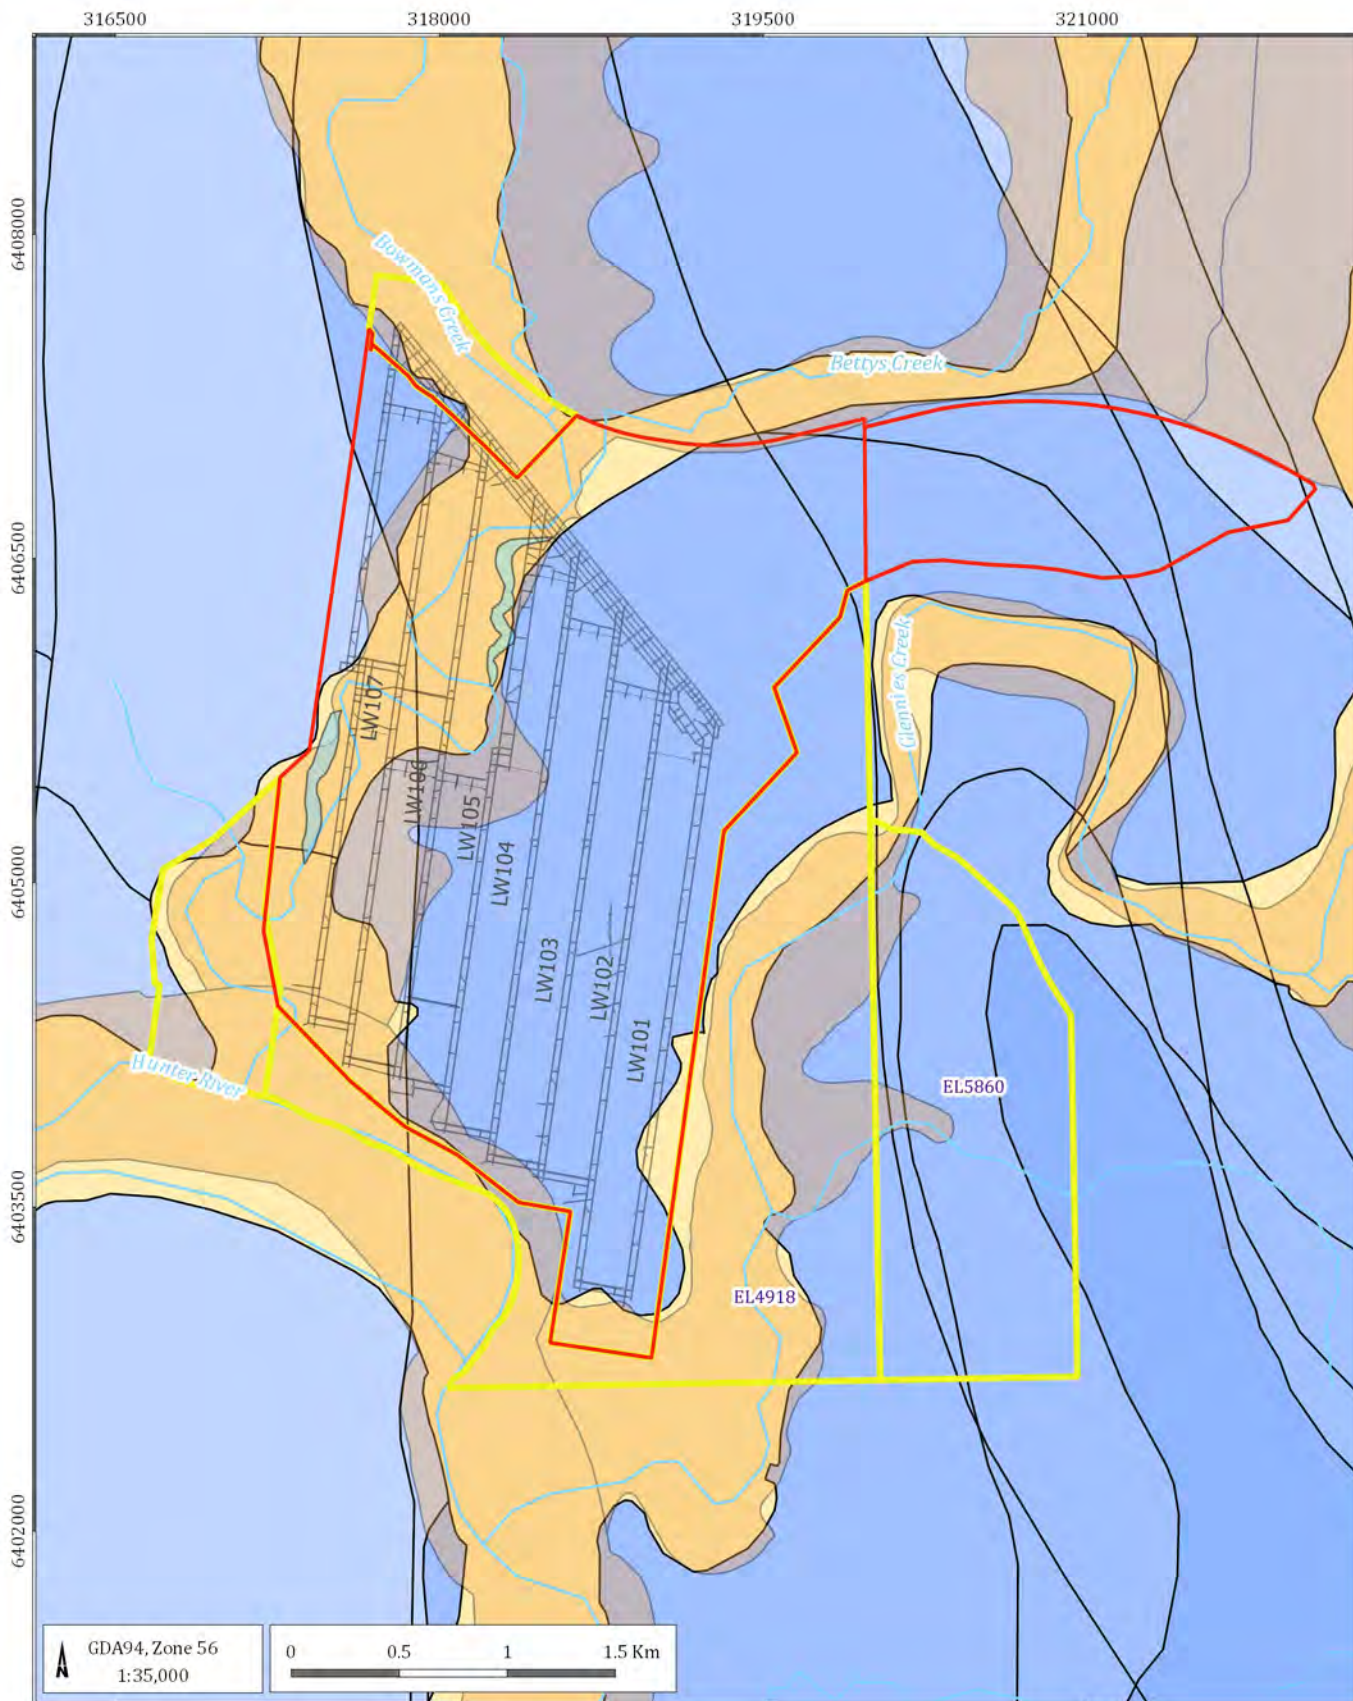 316500 318000 319500 321000
6408000
Bowmans Creek
Bettys Creek
6406500
Glennies Creek
LW107
LW106
LW105
LW104
6405000
LW103
LW102
LW101
Hunter River
EL5860
6403500
EL4918
6402000
GDA94, Zone 56
1:35,000
N
0 0.5 1 1.5 Km